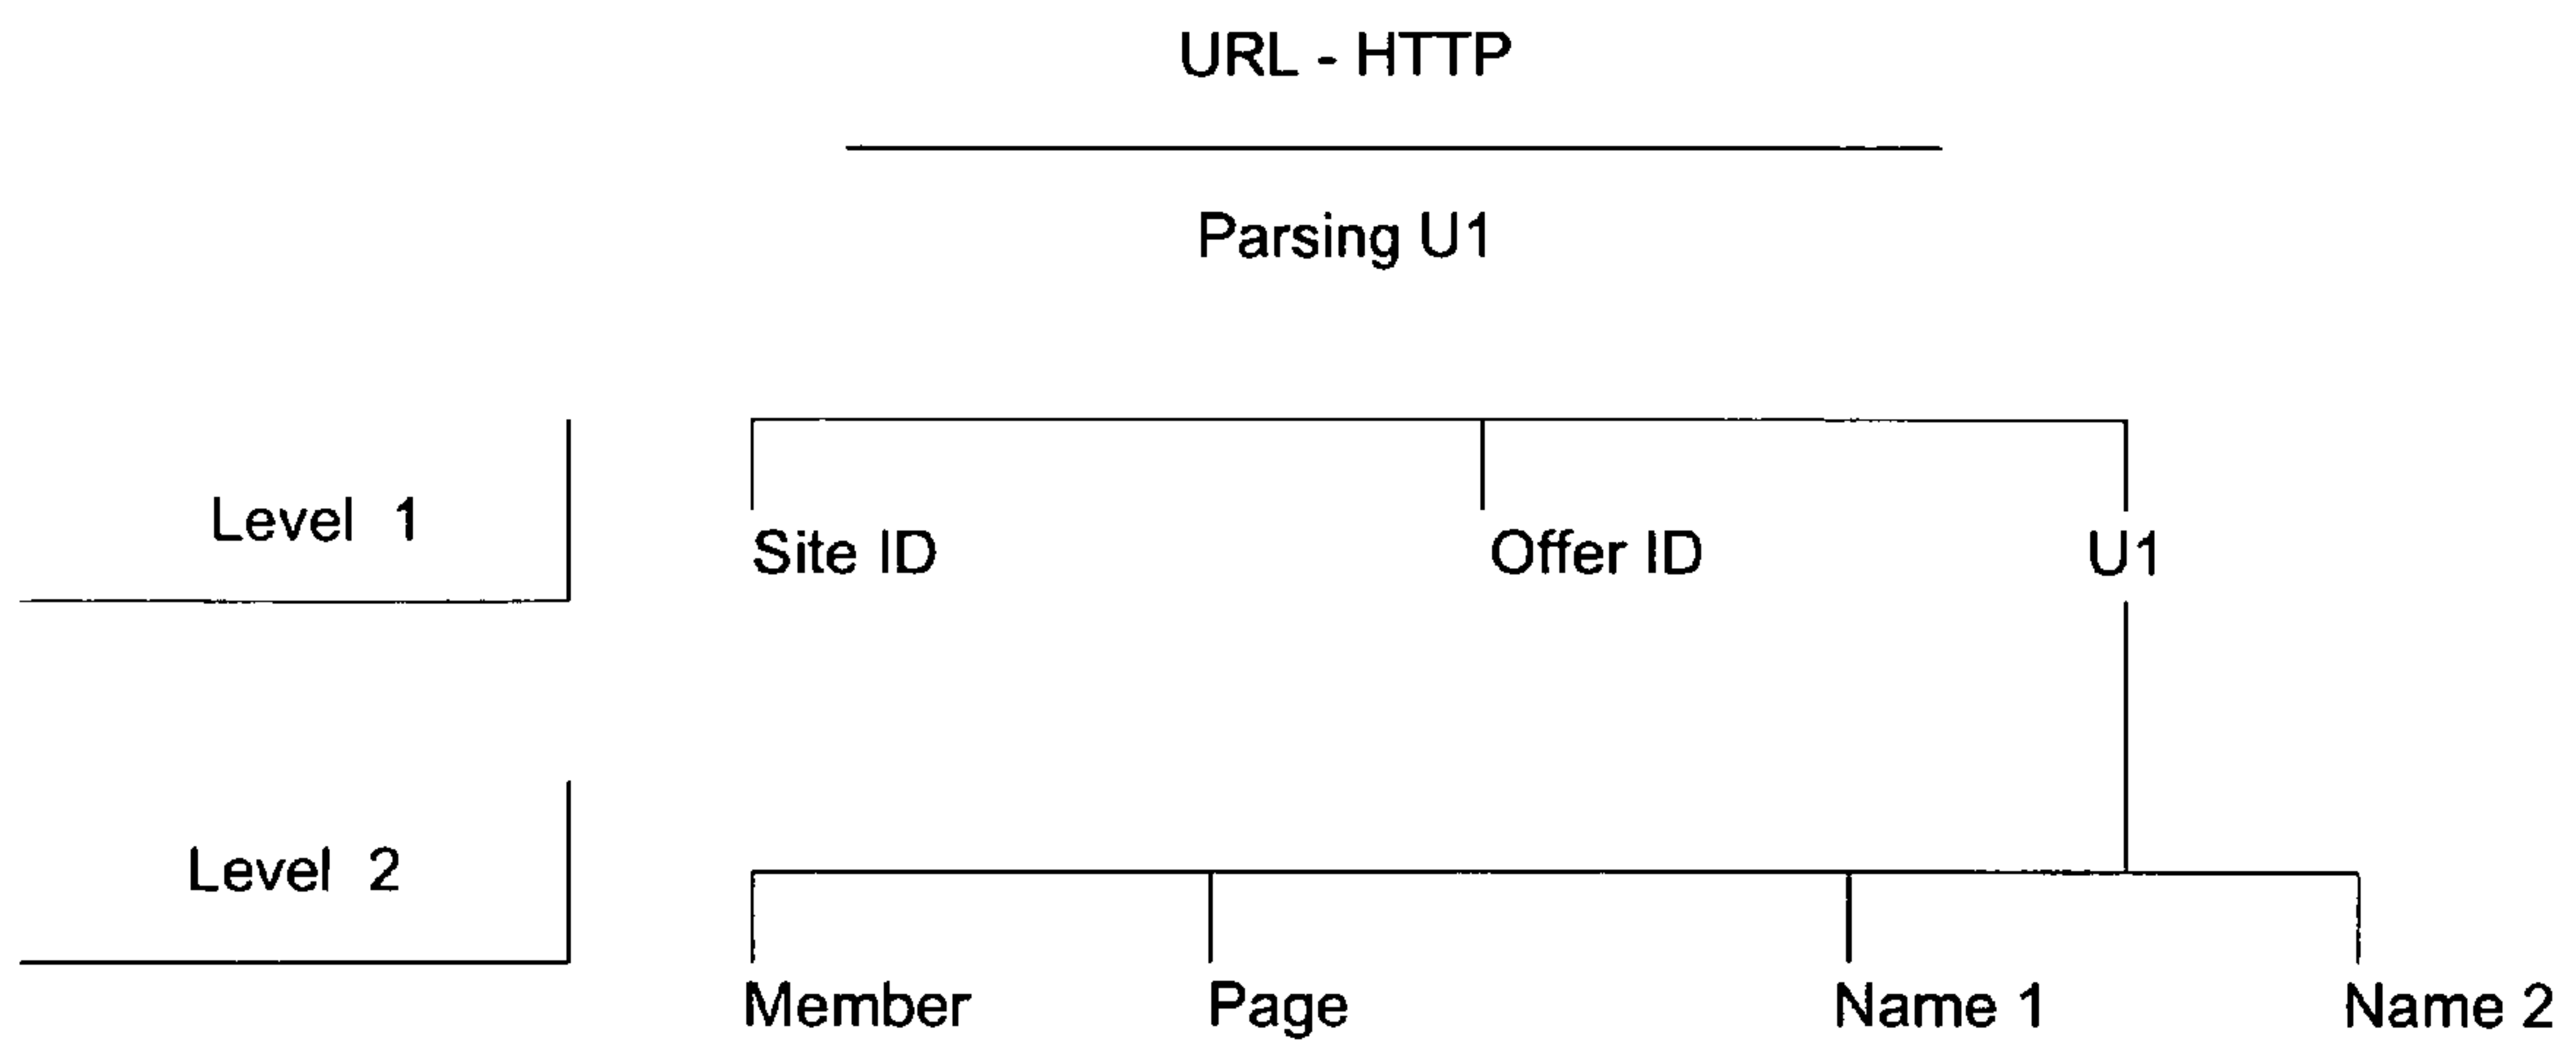 URL - HTTP
Parsing U1
Level 1
Site ID Offer ID U1
Level 2
Member Page Name 1 Name 2